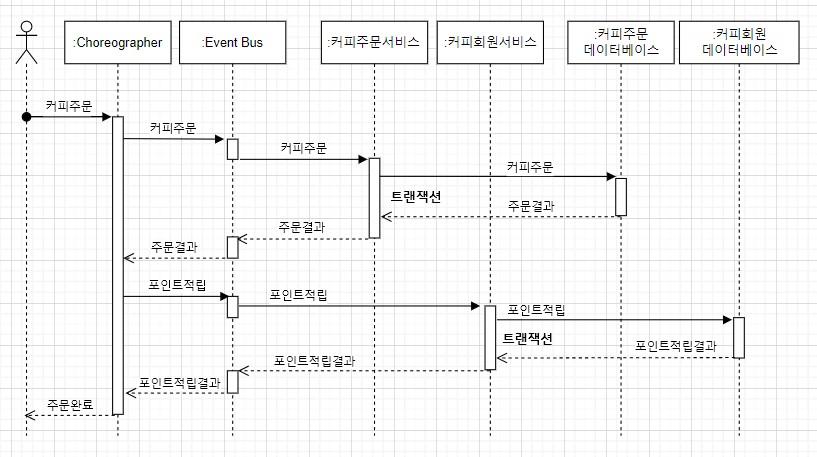 :Choreographer
:Event Bus
:커피주문서비스
:커피회원서비스
:커피주문
데이터베이스
:커피회원
데이터베이스
커피주문
커피주문
커피주문
커피주문
트랜잭션
주문결과
주문결과
주문결과
포인트적립
포인트적립
포인트적립
트랜잭션
포인트적립결과
포인트적립결과
포인트적립결과
주문완료